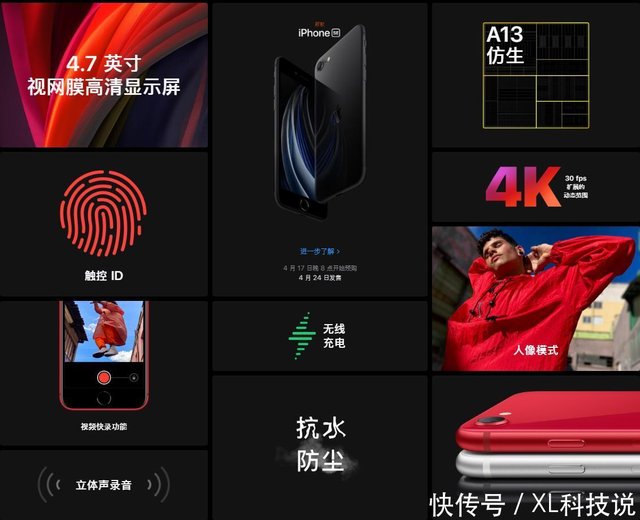 4.7 英寸
视网膜高清显示屏
触控 ID
视频快录功能
立体声录音
新款
iPhone SE
进一步了解 >
4 月 17 日晚 8 点开始预购
4 月 24 日发售
无线
充电
抗水
防尘
A13
仿生
4K
30 fps
扩展的
动态范围
人像模式
快传号 / XL科技说